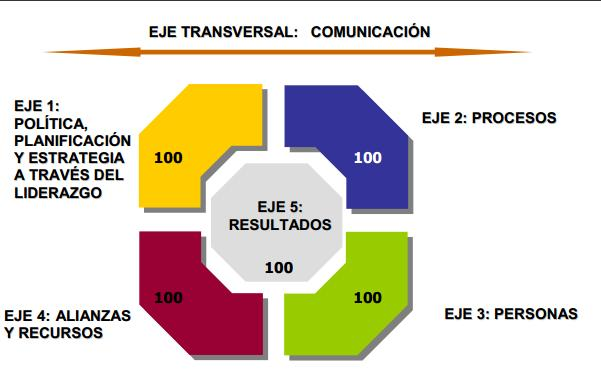 EJE TRANSVERSAL: COMUNICACIÓN
EJE 1:
POLÍTICA,
PLANIFICACIÓN
Y ESTRATEGIA
A TRAVÉS DEL
LIDERAZGO
100
100
EJE 2: PROCESOS
EJE 5:
RESULTADOS
100
100
100
EJE 4: ALIANZAS
Y RECURSOS
EJE 3: PERSONAS